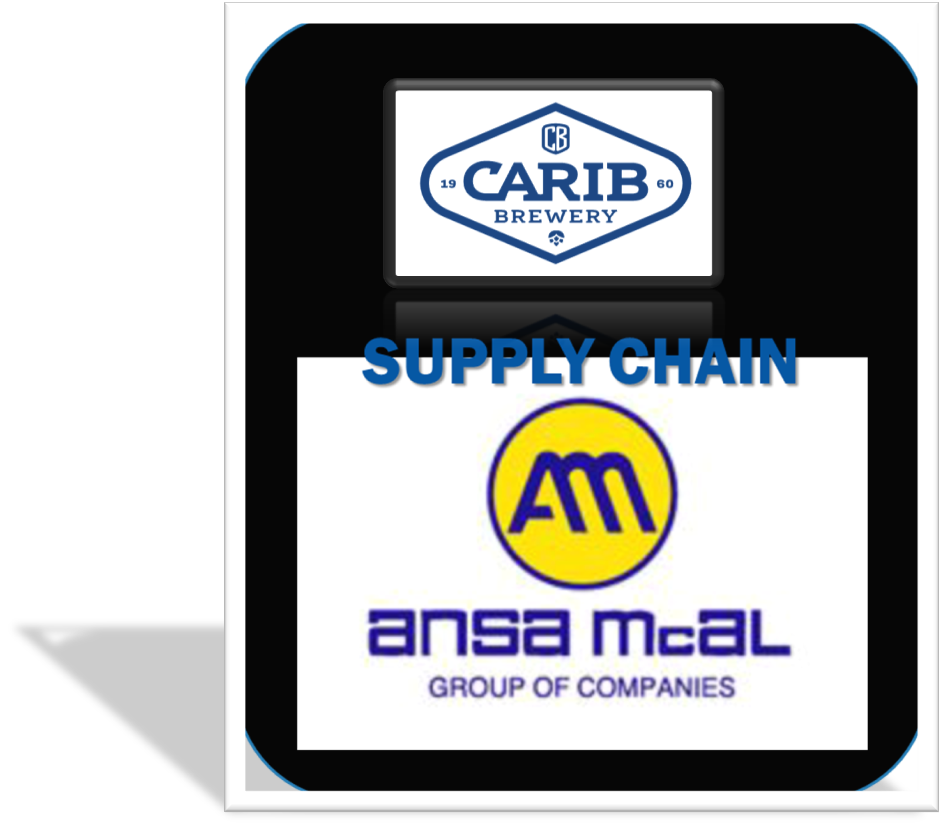 CB
19 CARIB 60
BREWERY
SUPPLY CHAIN
AM
ansa mcaL
GROUP OF COMPANIES